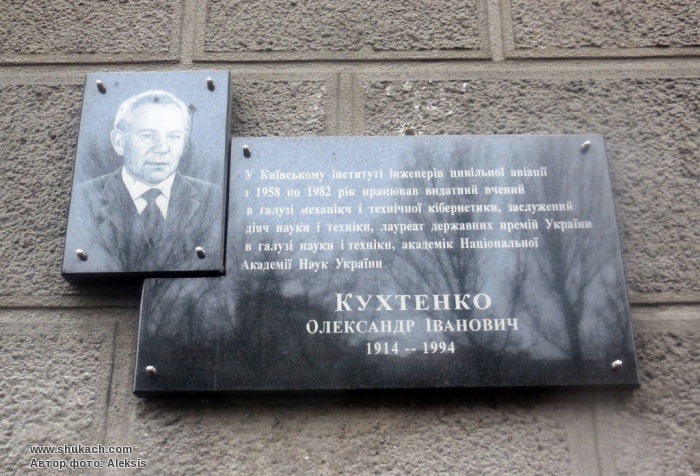 У Київському інституті інженерів цивільної авіації
з 1958 по 1982 рік працював видатний вчений
в галузі механіки і технічної кібернетики, заслужений
діяч науки і техніки, лауреат державних премій України
в галузі науки і техніки, академік Національної
Академії Наук України
КУХТЕНКО
ОЛЕКСАНДР ІВАНОВИЧ
1914 -- 1994
www.shukach.com
Автор фото: Aleksis